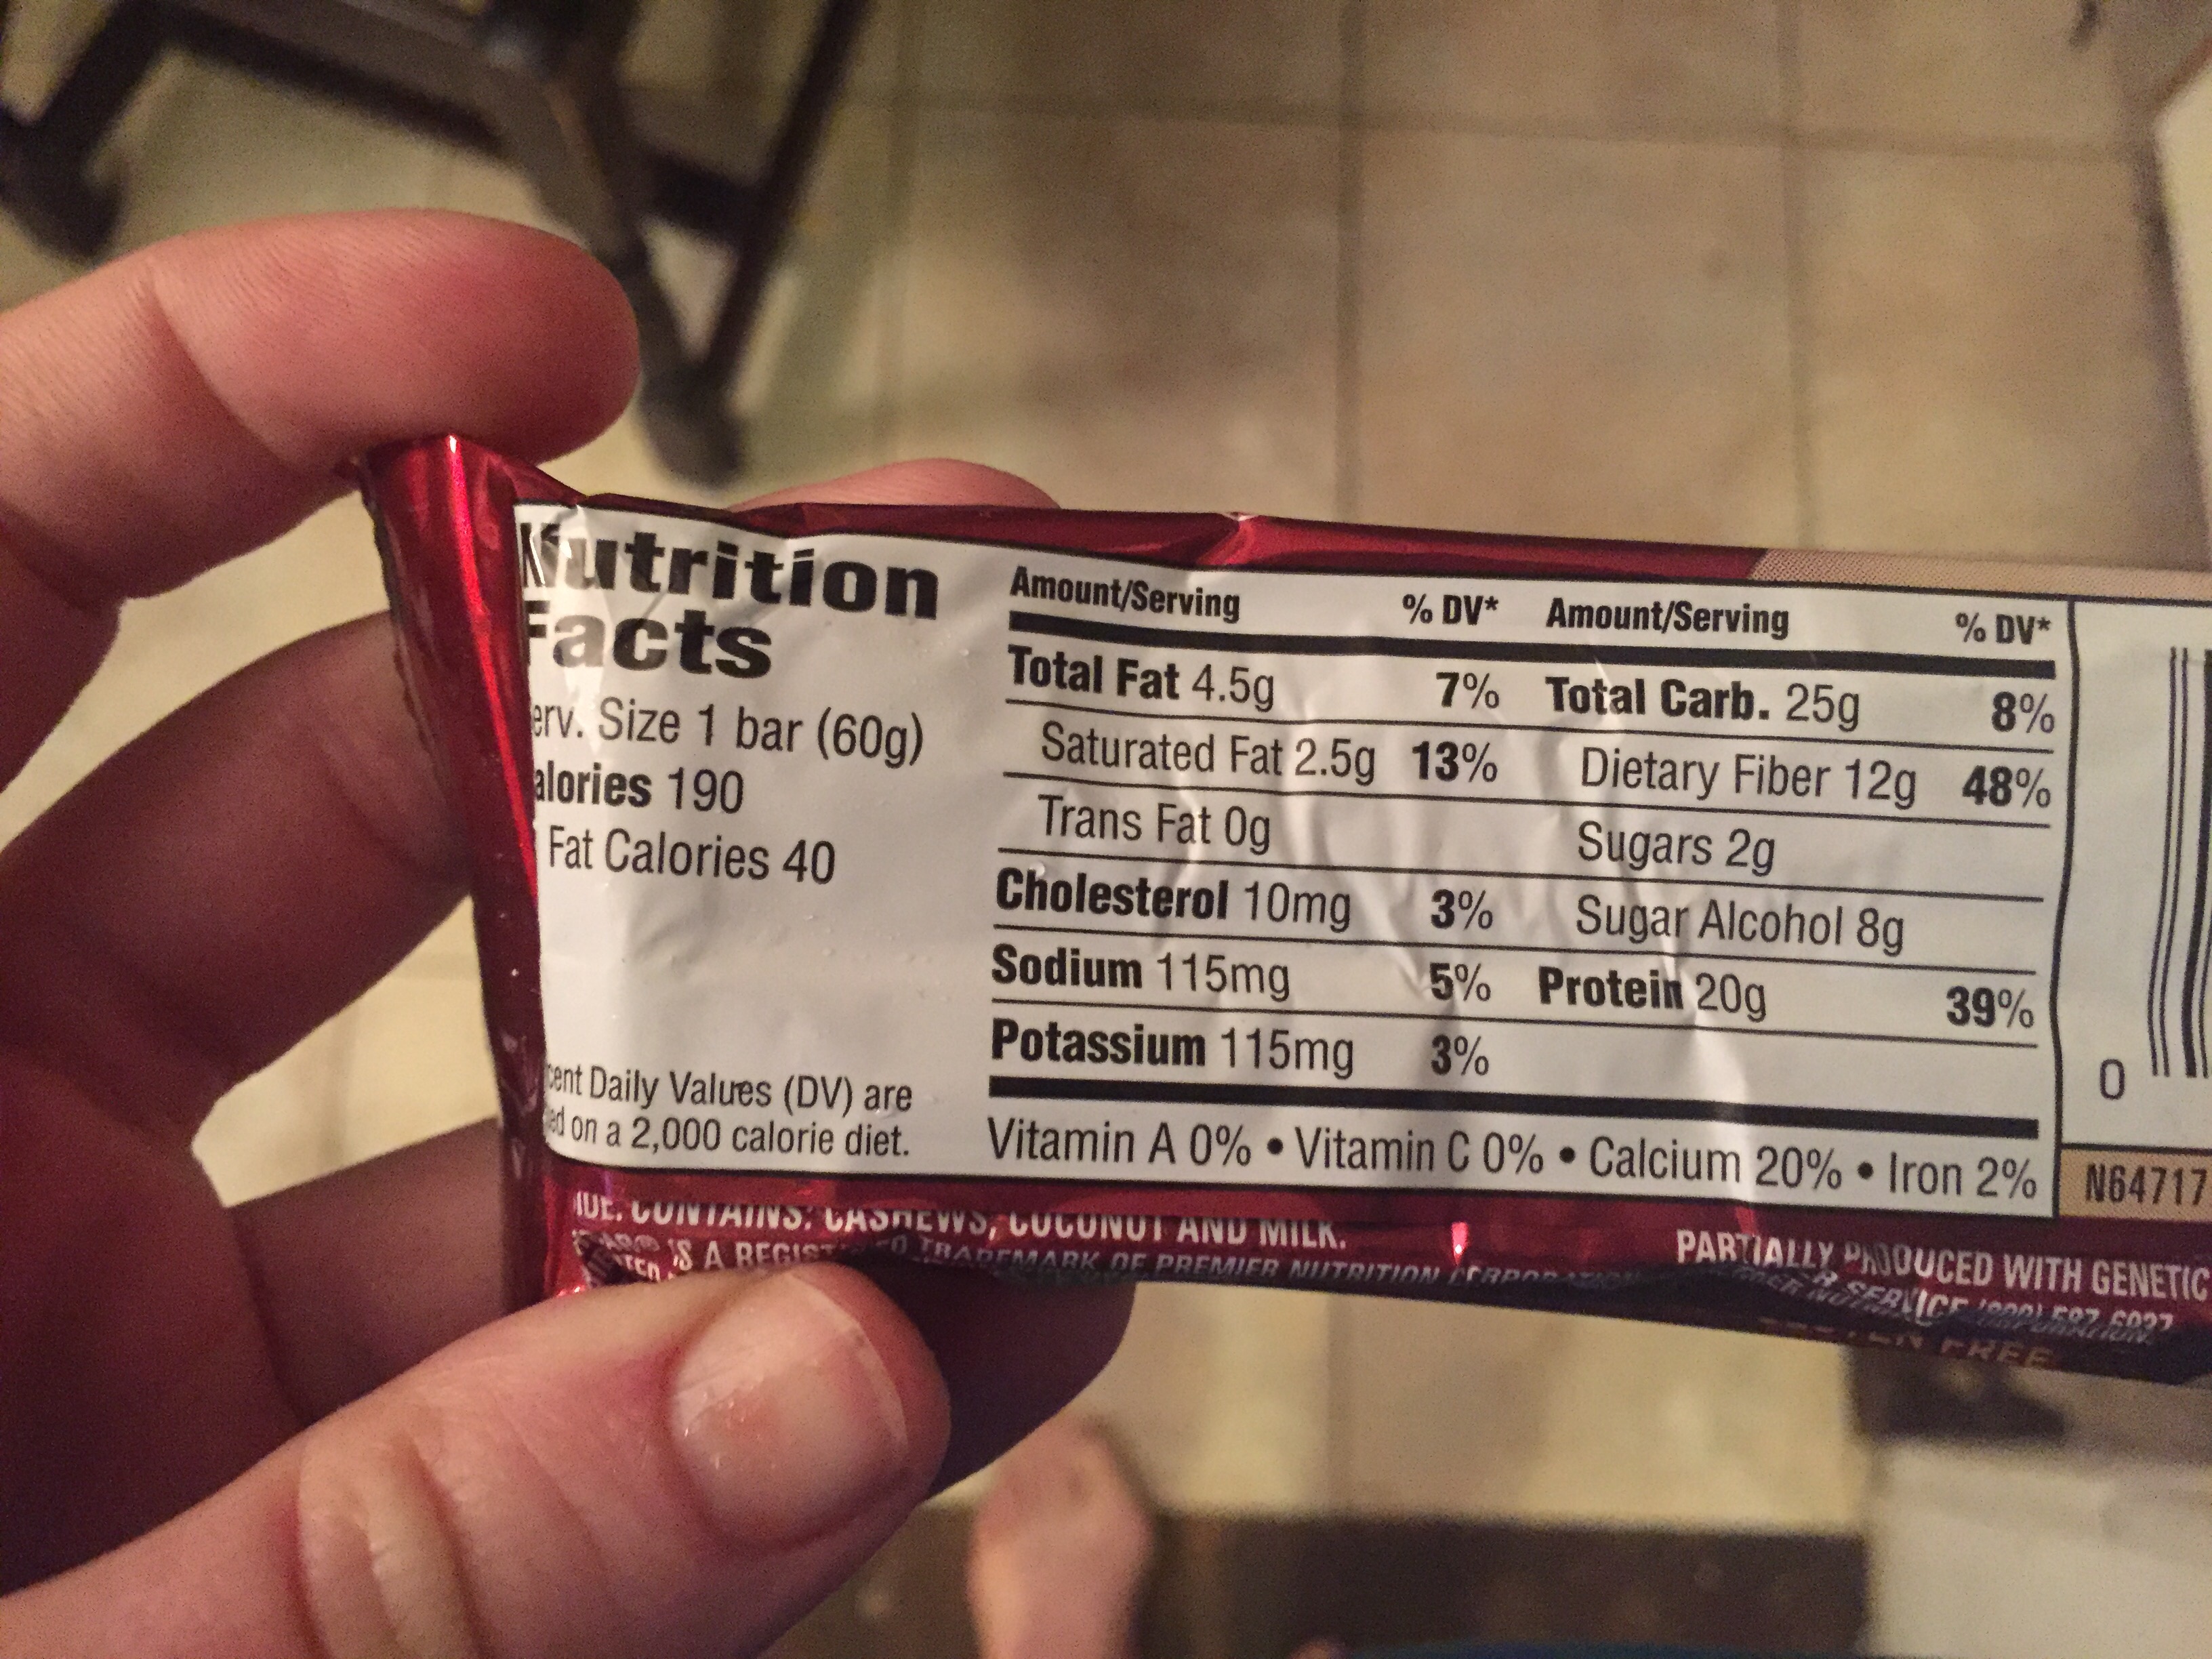 Nutrition
Facts
erv. Size 1 bar (60g)
alories 190
Fat Calories 40
cent Daily Values (DV) are
ed on a 2,000 calorie diet.
Amount/Serving % DV* Amount/Serving % DV*
Total Fat 4.5g 7% Total Carb. 25g 8%
Saturated Fat 2.5g 13% Dietary Fiber 12g 48%
Trans Fat 0g Sugars 2g
Cholesterol 10mg 3% Sugar Alcohol 8g
Sodium 115mg 5% Protein 20g 39%
Potassium 115mg 3%
Vitamin A 0% • Vitamin C 0% • Calcium 20% • Iron 2%
0
N64717
CONTAINS: CASHEWS, COCONUT AND MILK.
IS A REGISTERED TRADEMARK OF PREMIER NUTRITION CORPORATION
PARTIALLY PRODUCED WITH GENETIC
FREE